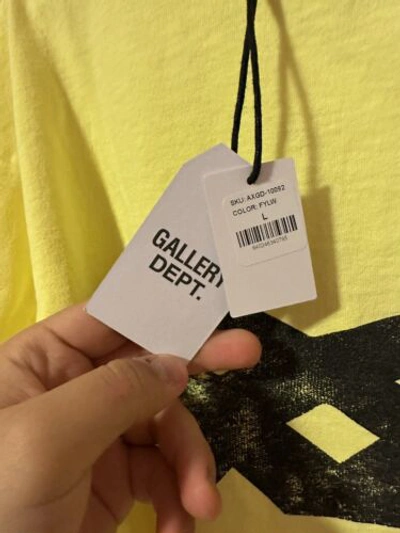 GALLERY
DEPT.
SKU: AXGD-10092
COLOR: FYLW
L